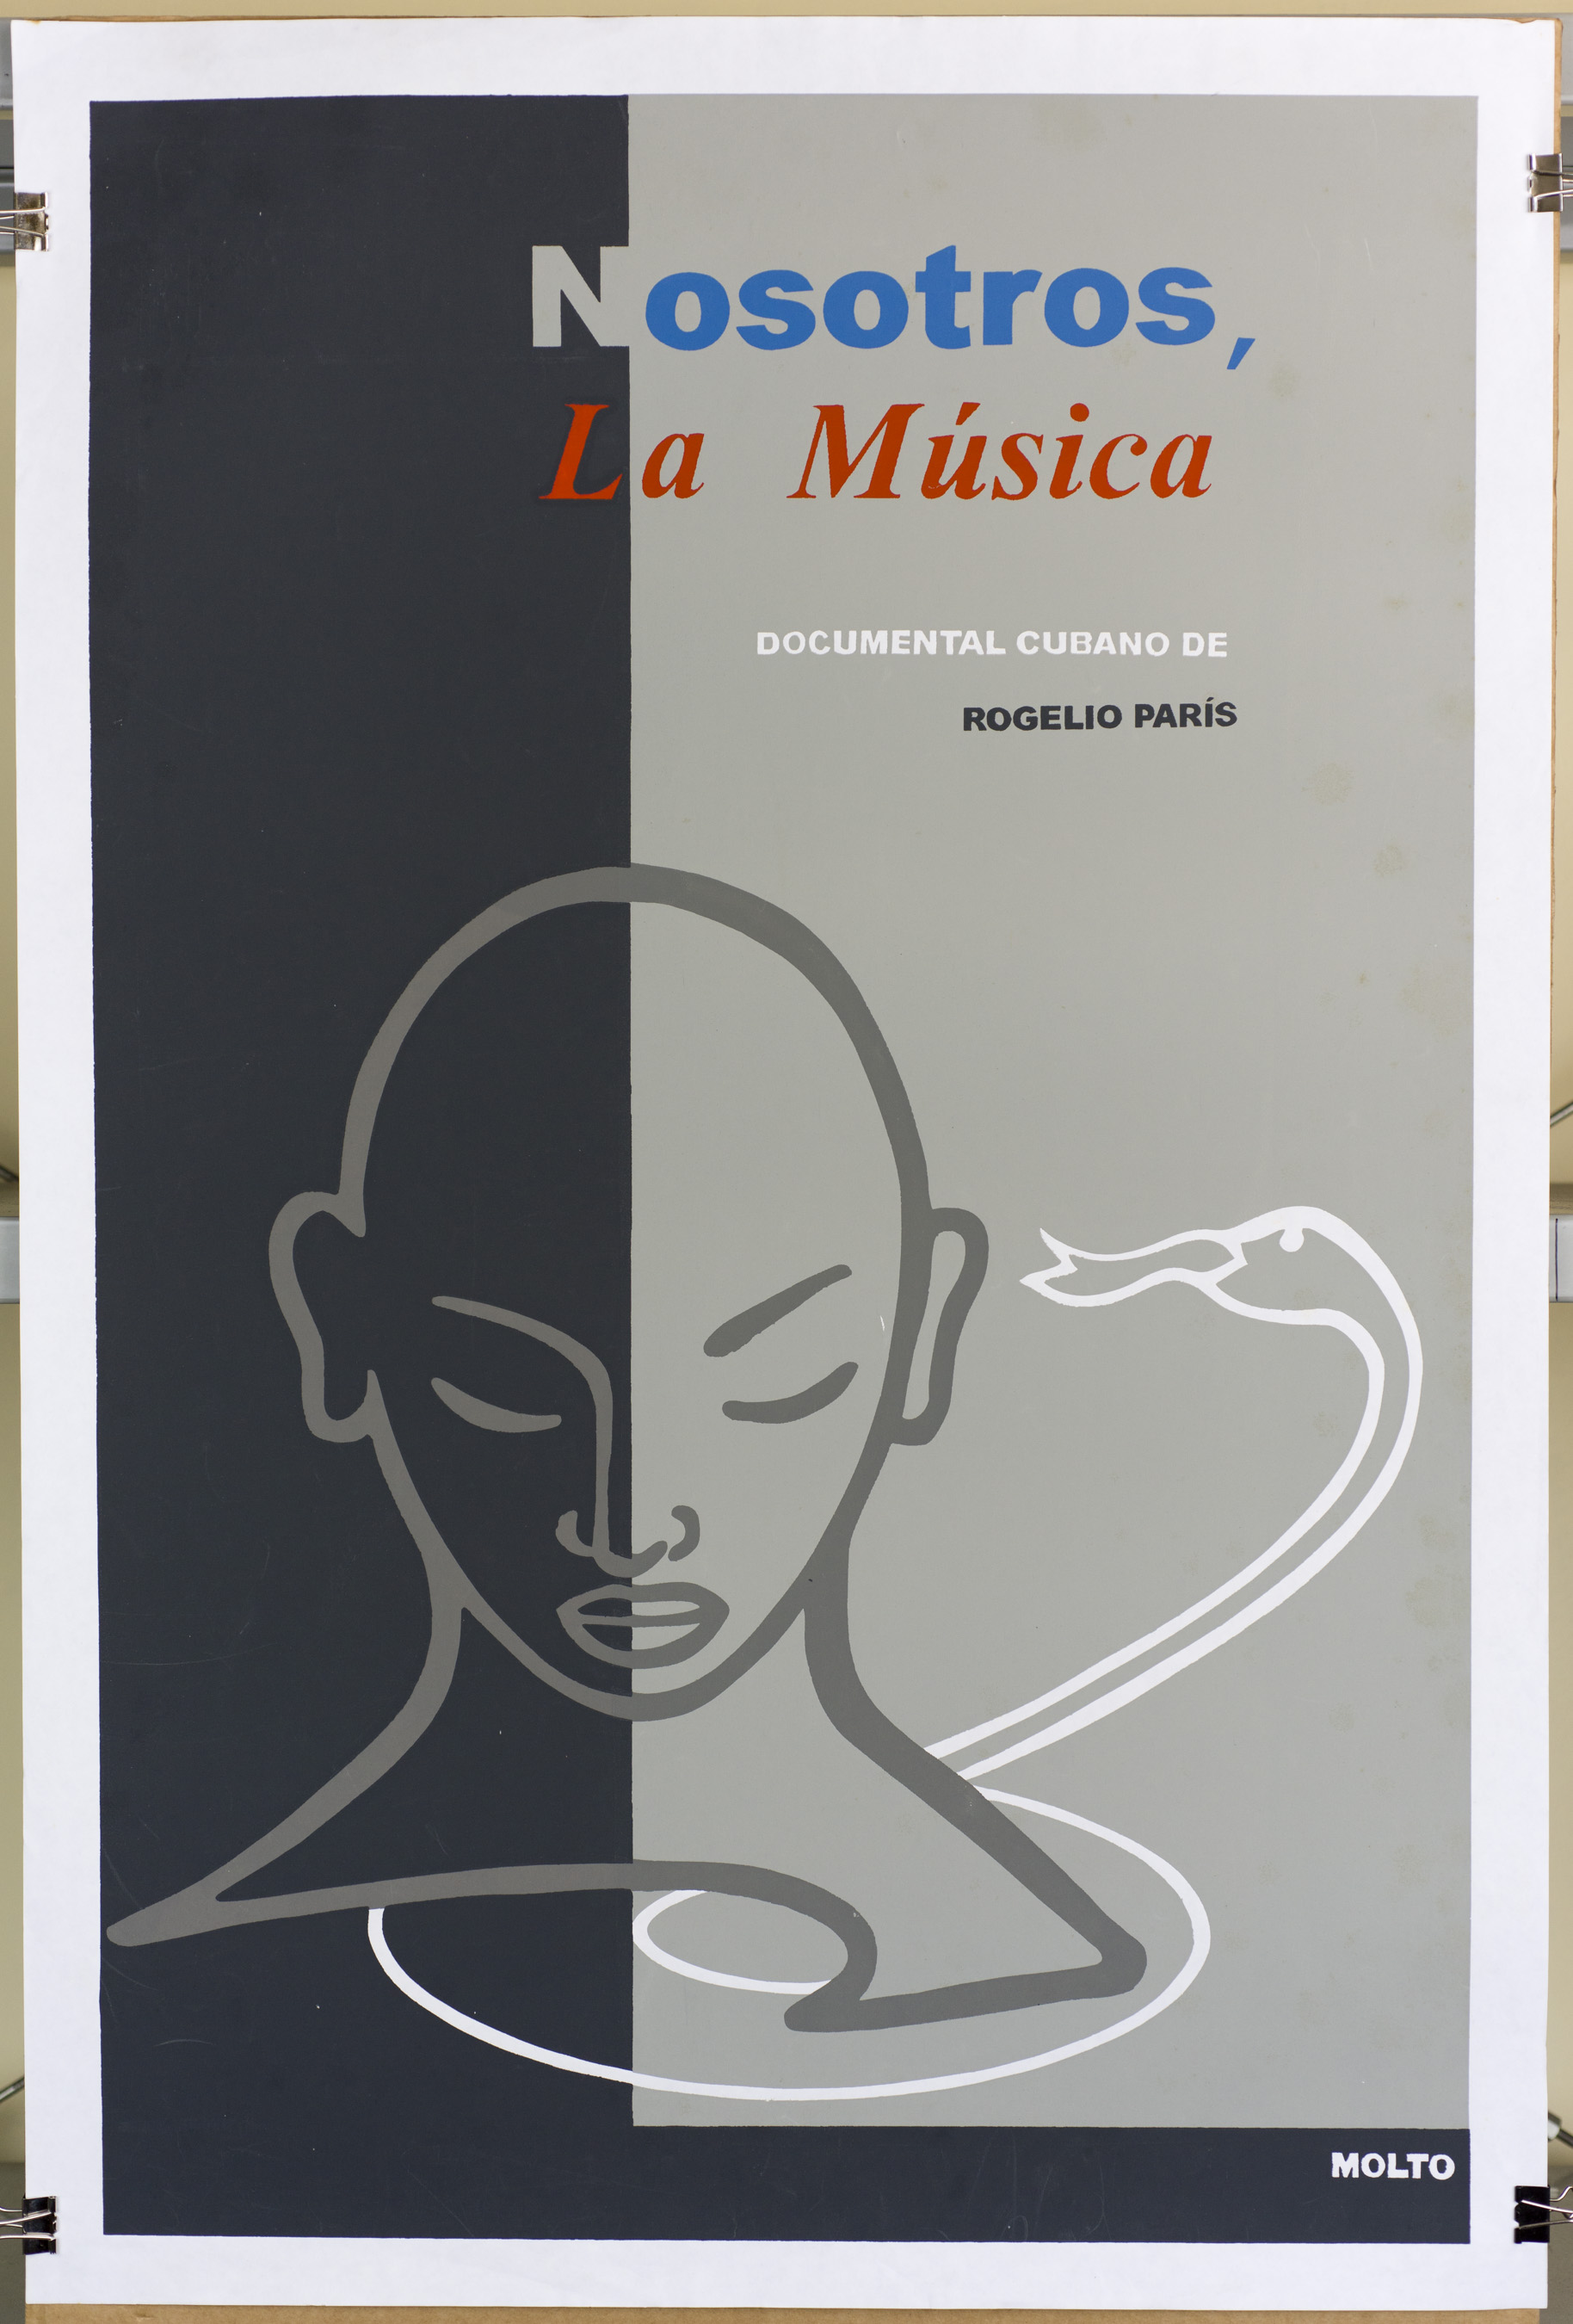 Nosotros,
La Música
DOCUMENTAL CUBANO DE
ROGELIO PARÍS
MOLTO